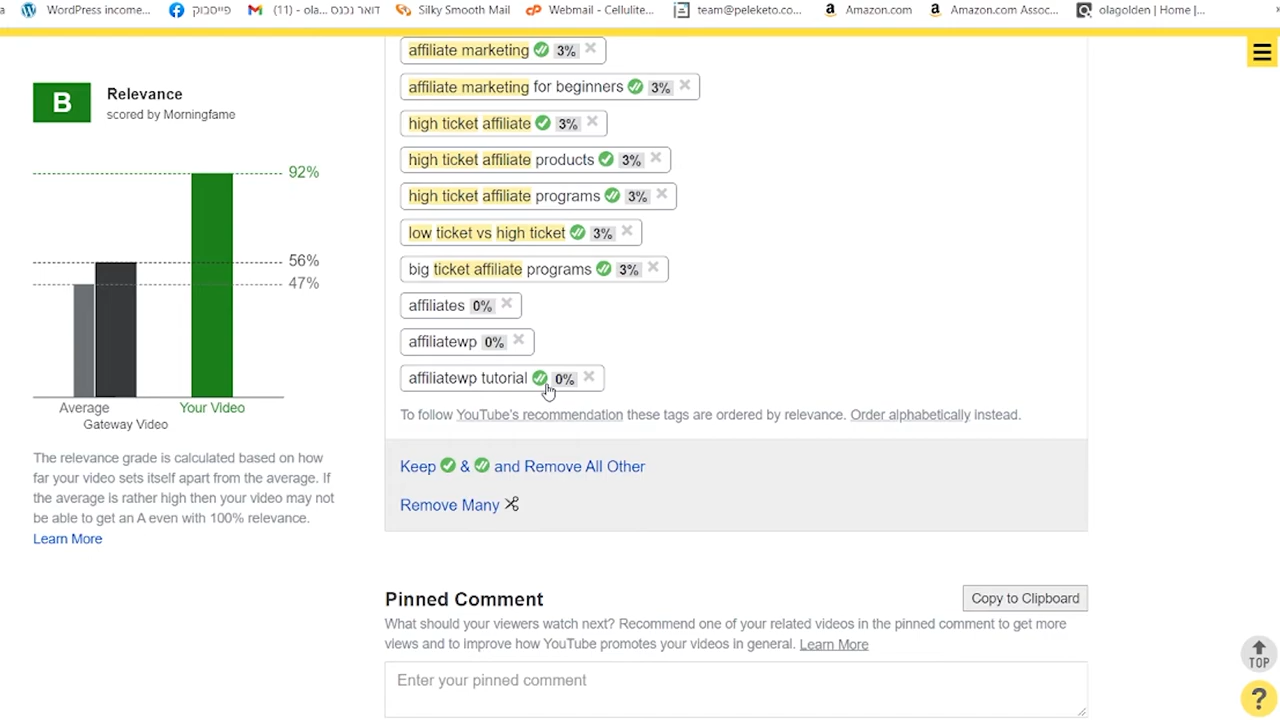 a WordPress income... פייסבוק דואר נכנס (11) - ola... Silky Smooth Mail Webmail - Cellulite... team@peleketo.co... Amazon.com Amazon.com Assoc... olagolden | Home |...
affiliate marketing 3%
affiliate marketing for beginners 3%
high ticket affiliate 3%
high ticket affiliate products 3%
high ticket affiliate programs 3%
low ticket vs high ticket 3%
big ticket affiliate programs 3%
affiliates 0%
affiliatewp 0%
affiliatewp tutorial 0%
To follow YouTube's recommendation these tags are ordered by relevance. Order alphabetically instead.
Keep & and Remove All Other
Remove Many
B Relevance
scored by Morningfame
92%
56%
47%
Average Your Video
Gateway Video
The relevance grade is calculated based on how
far your video sets itself apart from the average. If
the average is rather high then your video may not
be able to get an A even with 100% relevance.
Learn More
Pinned Comment Copy to Clipboard
What should your viewers watch next? Recommend one of your related videos in the pinned comment to get more
views and to improve how YouTube promotes your videos in general. Learn More
Enter your pinned comment
TOP
?